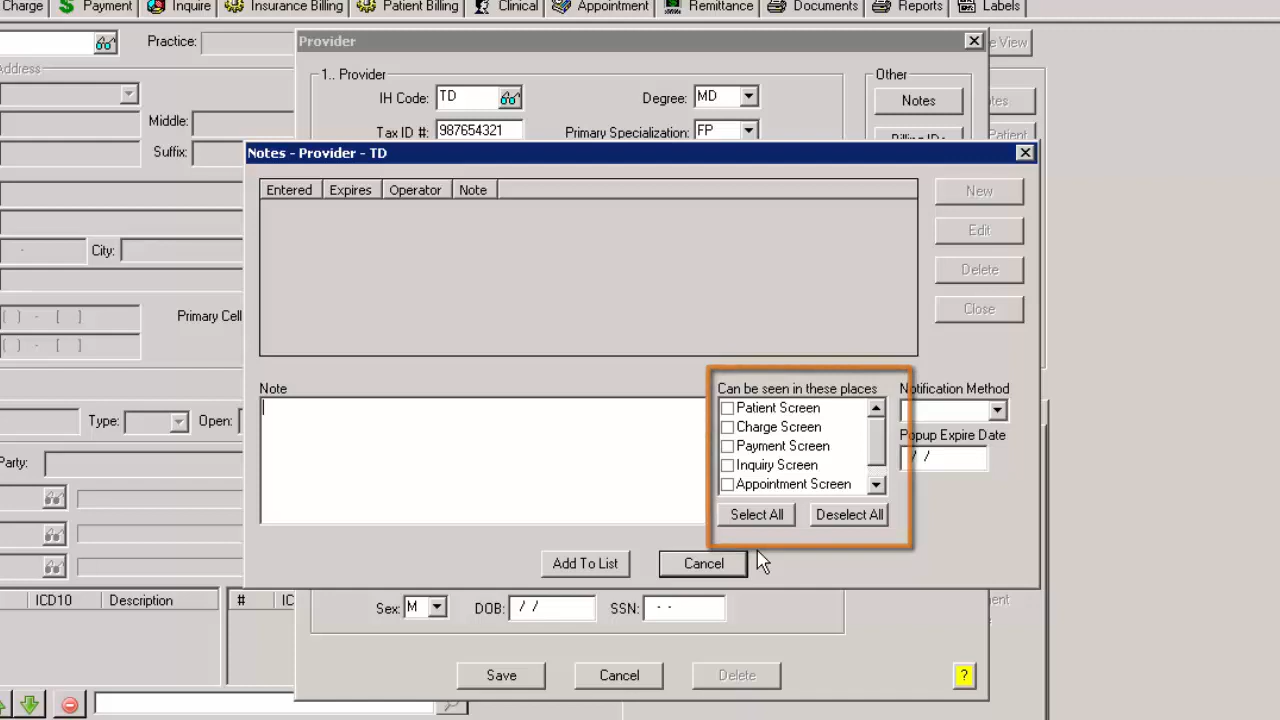 Charge Payment Inquire Insurance Billing Patient Billing Clinical Appointment Remittance Documents Reports Labels
Practice:
Provider
e View
Address
1.. Provider
Other
IH Code: TD
Degree: MD
Notes
tes
Middle:
Tax ID #: 987654321
Primary Specialization: FP
Billing IDs
Patient
Suffix:
Notes - Provider - TD
Entered Expires Operator Note
New
Edit
Delete
Close
- City:
( ) - [ ] Primary Cell
( ) - [ ]
Note
Can be seen in these places
Patient Screen
Charge Screen
Payment Screen
Inquiry Screen
Appointment Screen
Select All Deselect All
Notification Method
Popup Expire Date
/ /
Type: Open:
Party:
Add To List Cancel
ICD10 Description # IC
Sex: M DOB: / / SSN: - -
ent
Save Cancel Delete ?